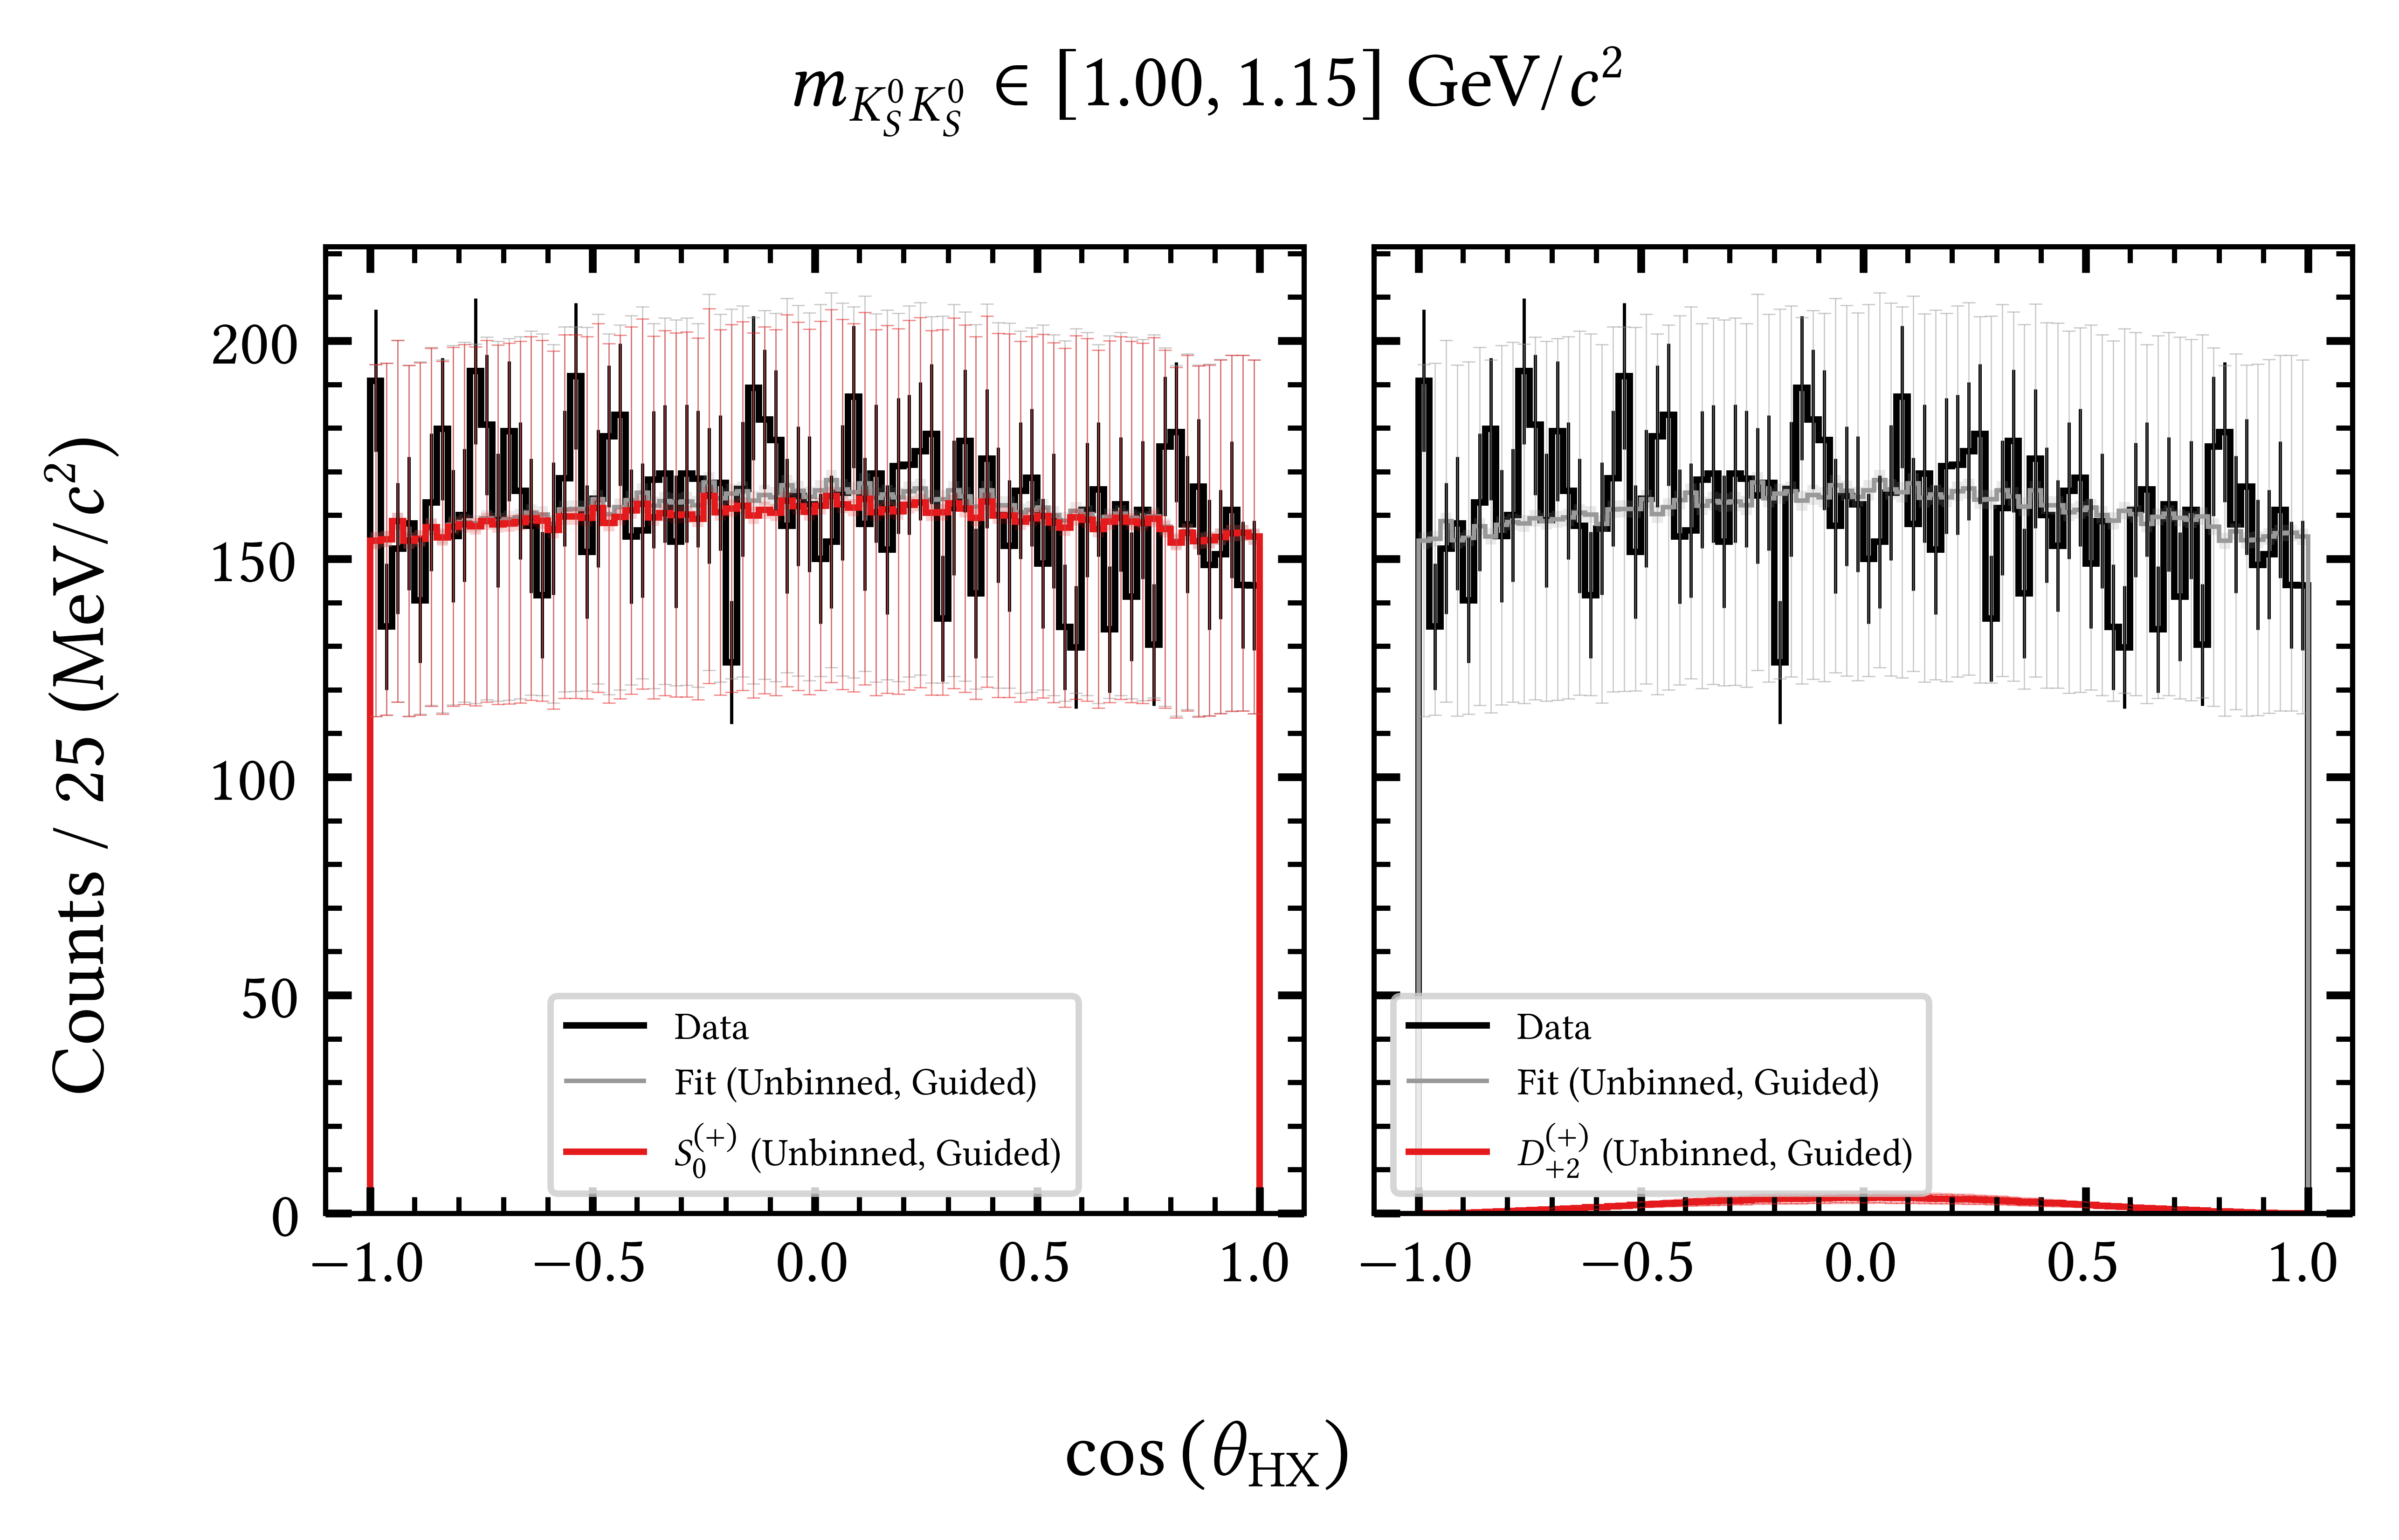 m_{K_S^0 K_S^0} ∈ [1.00, 1.15] GeV/c²
Counts / 25 (MeV/c²)
200
150
100
50
0
Data
Fit (Unbinned, Guided)
S_0^{(+)} (Unbinned, Guided)
−1.0 −0.5 0.0 0.5 1.0
Data
Fit (Unbinned, Guided)
D_{+2}^{(+)} (Unbinned, Guided)
−1.0 −0.5 0.0 0.5 1.0
cos (θ_HX)